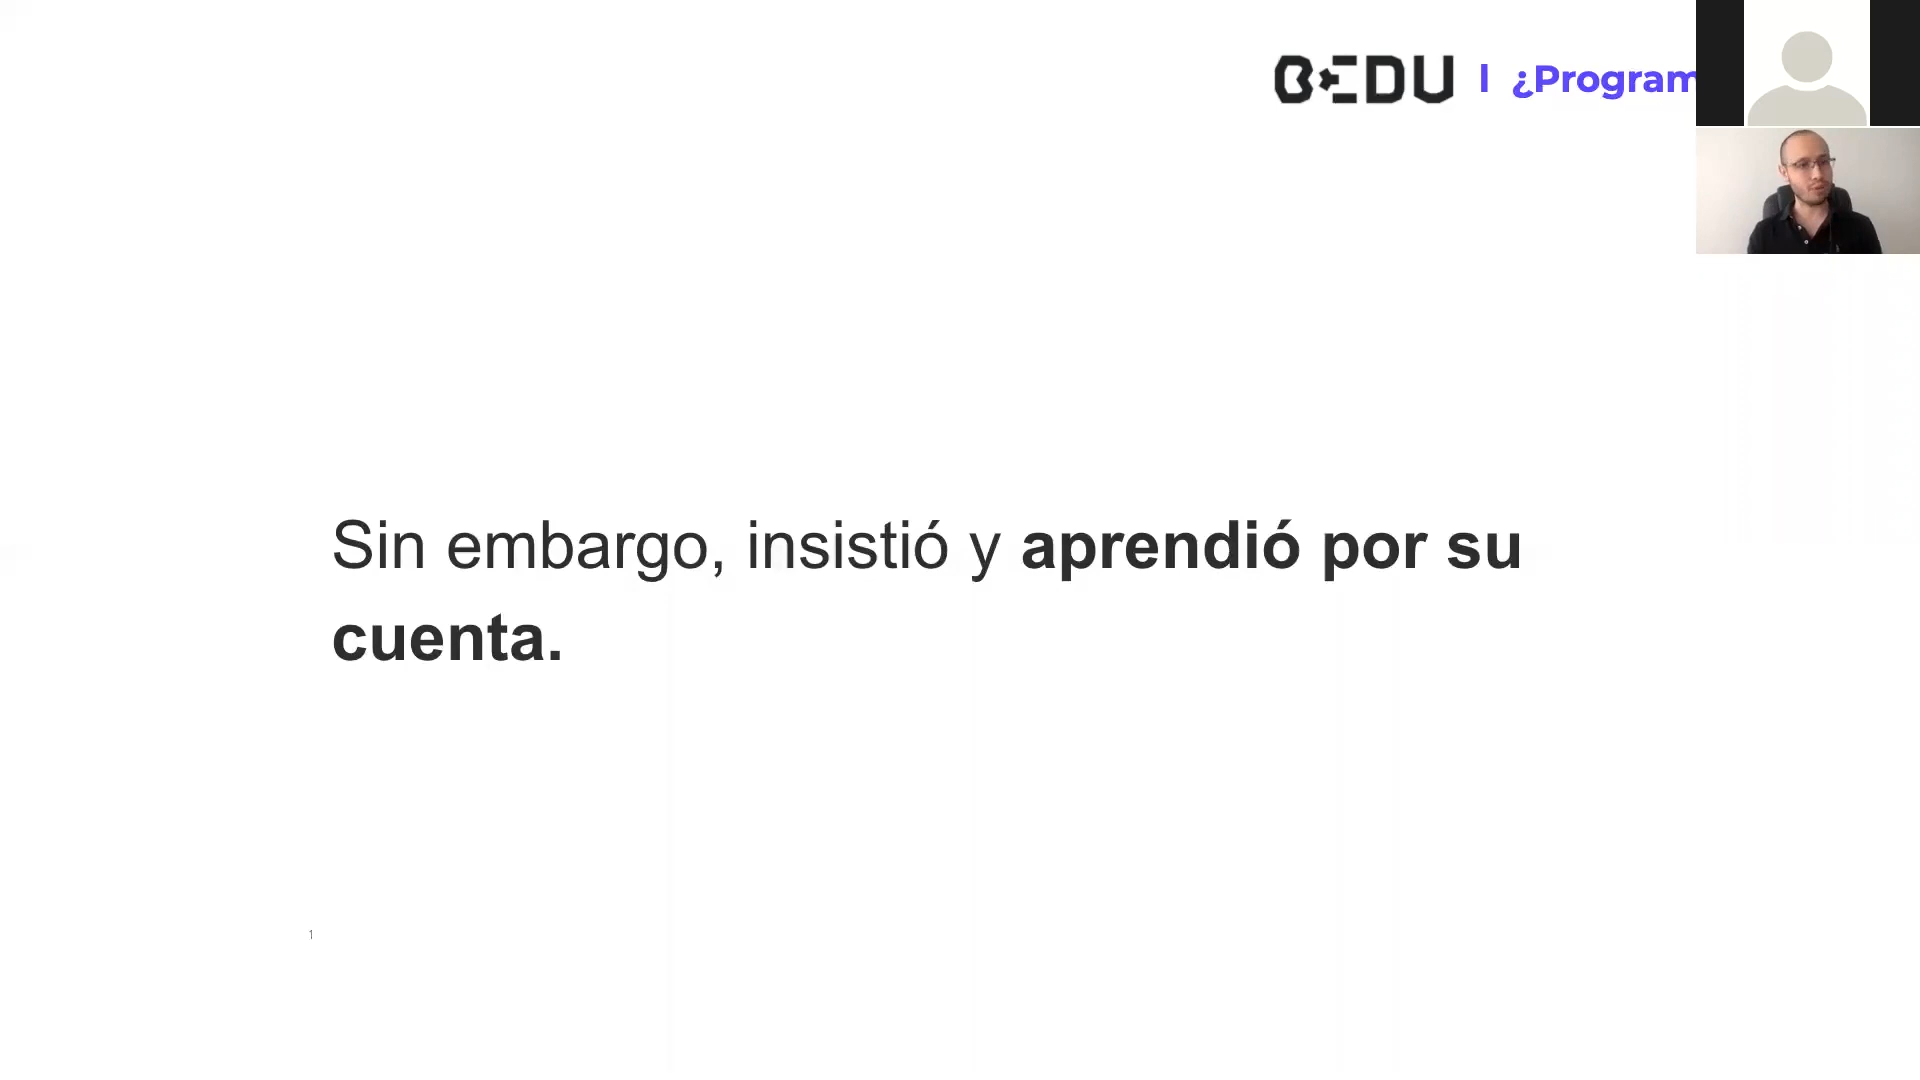 BEDU | ¿Program
Sin embargo, insistió y aprendió por su
cuenta.
1